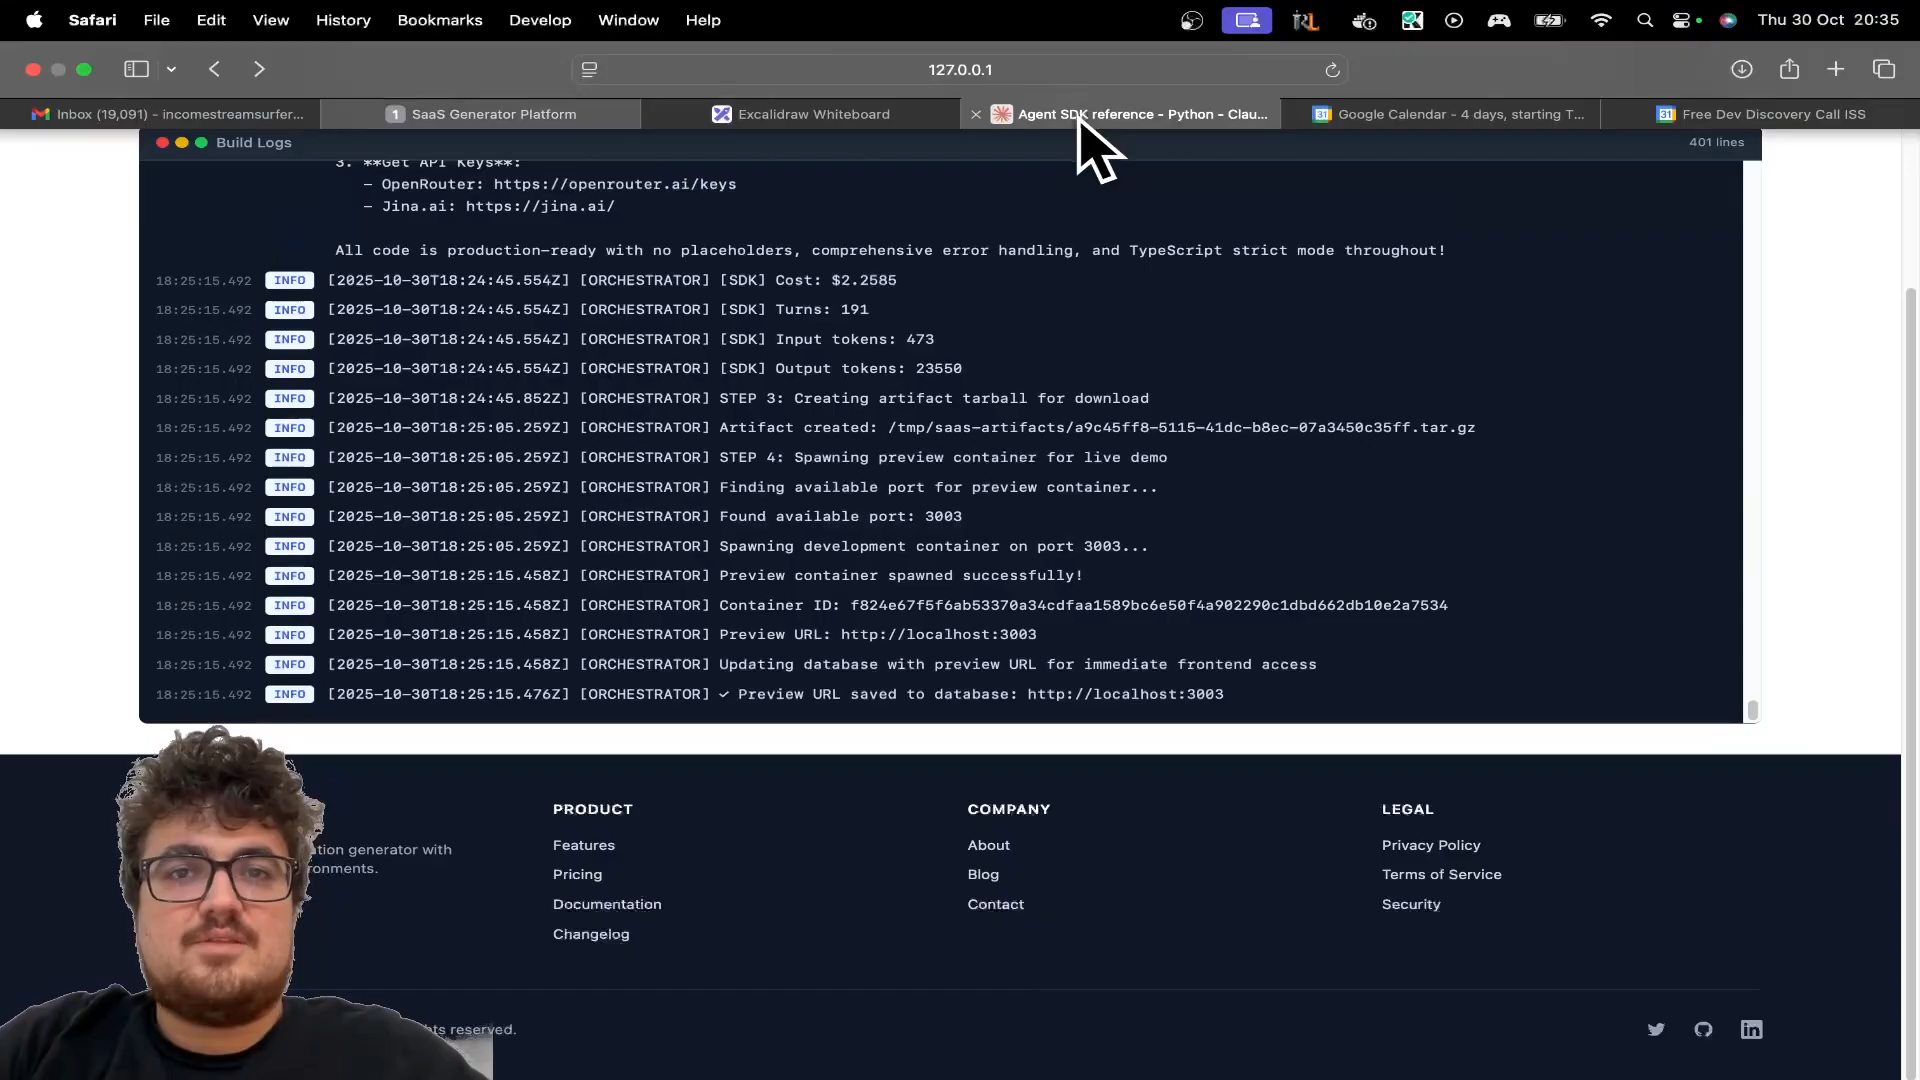 Safari File Edit View History Bookmarks Develop Window Help Thu 30 Oct 20:35
127.0.0.1
Inbox (19,091) - incomestreamsurfer... 1 SaaS Generator Platform Excalidraw Whiteboard Agent SDK reference - Python - Clau... 31 Google Calendar - 4 days, starting T... 31 Free Dev Discovery Call ISS
Build Logs 401 lines
3. **Get API Keys**:
– OpenRouter: https://openrouter.ai/keys
– Jina.ai: https://jina.ai/
All code is production-ready with no placeholders, comprehensive error handling, and TypeScript strict mode throughout!
18:25:15.492 INFO [2025-10-30T18:24:45.554Z] [ORCHESTRATOR] [SDK] Cost: $2.2585
18:25:15.492 INFO [2025-10-30T18:24:45.554Z] [ORCHESTRATOR] [SDK] Turns: 191
18:25:15.492 INFO [2025-10-30T18:24:45.554Z] [ORCHESTRATOR] [SDK] Input tokens: 473
18:25:15.492 INFO [2025-10-30T18:24:45.554Z] [ORCHESTRATOR] [SDK] Output tokens: 23550
18:25:15.492 INFO [2025-10-30T18:24:45.852Z] [ORCHESTRATOR] STEP 3: Creating artifact tarball for download
18:25:15.492 INFO [2025-10-30T18:25:05.259Z] [ORCHESTRATOR] Artifact created: /tmp/saas-artifacts/a9c45ff8-5115-41dc-b8ec-07a3450c35ff.tar.gz
18:25:15.492 INFO [2025-10-30T18:25:05.259Z] [ORCHESTRATOR] STEP 4: Spawning preview container for live demo
18:25:15.492 INFO [2025-10-30T18:25:05.259Z] [ORCHESTRATOR] Finding available port for preview container...
18:25:15.492 INFO [2025-10-30T18:25:05.259Z] [ORCHESTRATOR] Found available port: 3003
18:25:15.492 INFO [2025-10-30T18:25:05.259Z] [ORCHESTRATOR] Spawning development container on port 3003...
18:25:15.492 INFO [2025-10-30T18:25:15.458Z] [ORCHESTRATOR] Preview container spawned successfully!
18:25:15.492 INFO [2025-10-30T18:25:15.458Z] [ORCHESTRATOR] Container ID: f824e67f5f6ab53370a34cdfaa1589bc6e50f4a902290c1dbd662db10e2a7534
18:25:15.492 INFO [2025-10-30T18:25:15.458Z] [ORCHESTRATOR] Preview URL: http://localhost:3003
18:25:15.492 INFO [2025-10-30T18:25:15.458Z] [ORCHESTRATOR] Updating database with preview URL for immediate frontend access
18:25:15.492 INFO [2025-10-30T18:25:15.476Z] [ORCHESTRATOR] ✓ Preview URL saved to database: http://localhost:3003
PRODUCT COMPANY LEGAL
generator with Features About Privacy Policy
Pricing Blog Terms of Service
Documentation Contact Security
Changelog
reserved.